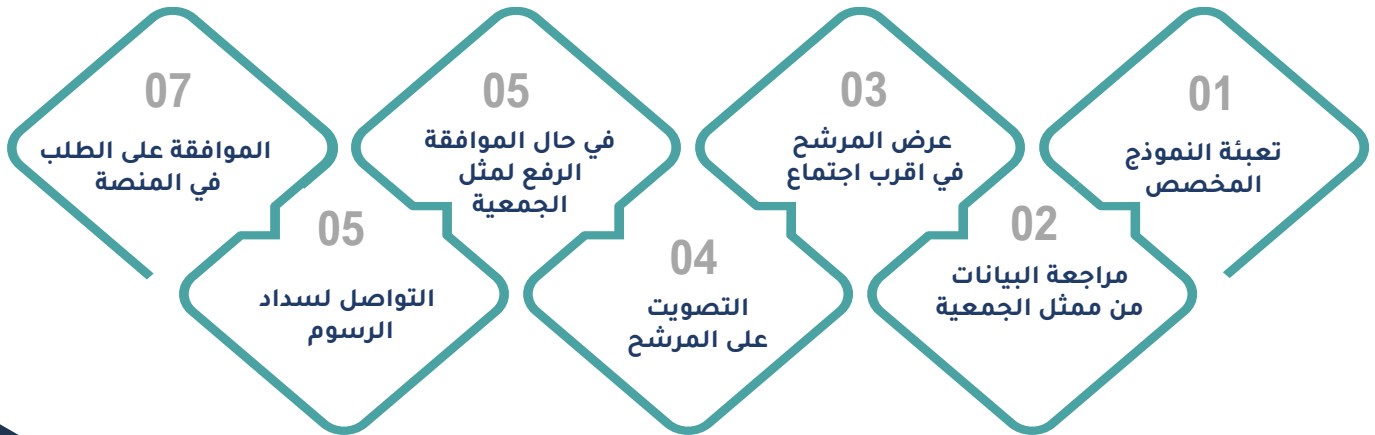 01
تعبئة النموذج
المخصص
02
مراجعة البيانات
من ممثل الجمعية
03
عرض المرشح
في اقرب اجتماع
04
التصويت
على المرشح
05
في حال الموافقة
الرفع لمثل
الجمعية
05
التواصل لسداد
الرسوم
07
الموافقة على الطلب
في المنصة